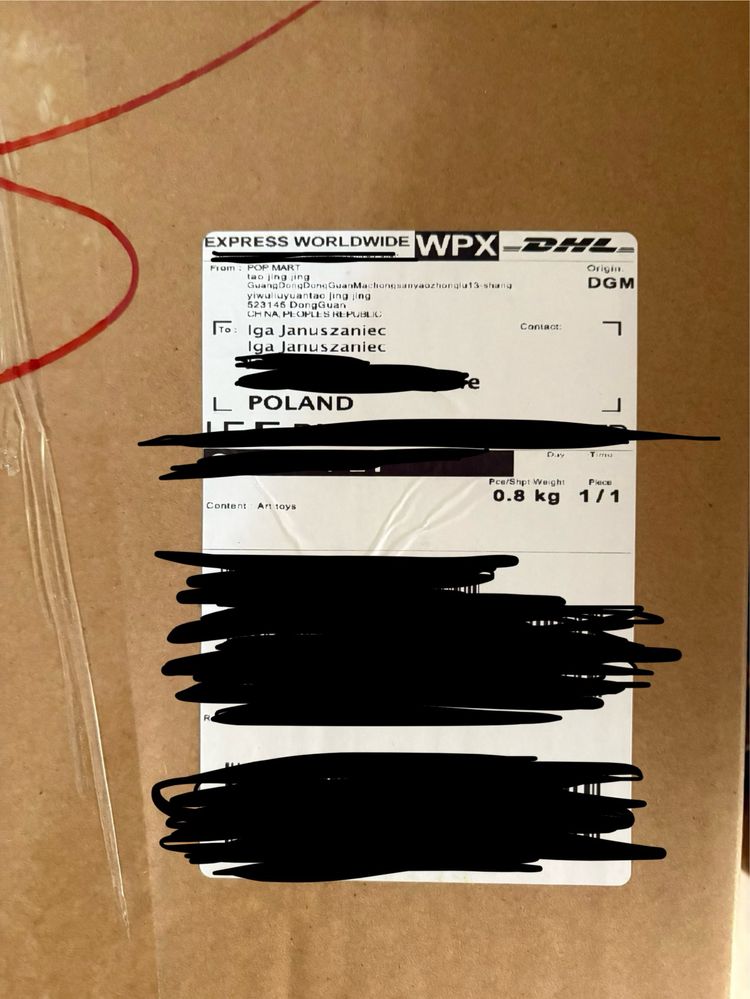 EXPRESS WORLDWIDE WPX DHL
From : POP MART
Origin:
tao jing jing
DGM
GuangDongDongGuanMachongsanyaozhonglu13-shang
yiwuliuyuantao jing jing
523145 DongGuan
CHINA, PEOPLES REPUBLIC
To : Iga Januszaniec
Contact:
Iga Januszaniec
POLAND
Day Time
Pce/Shpt Weight Piece
0.8 kg 1/1
Content : Art toys